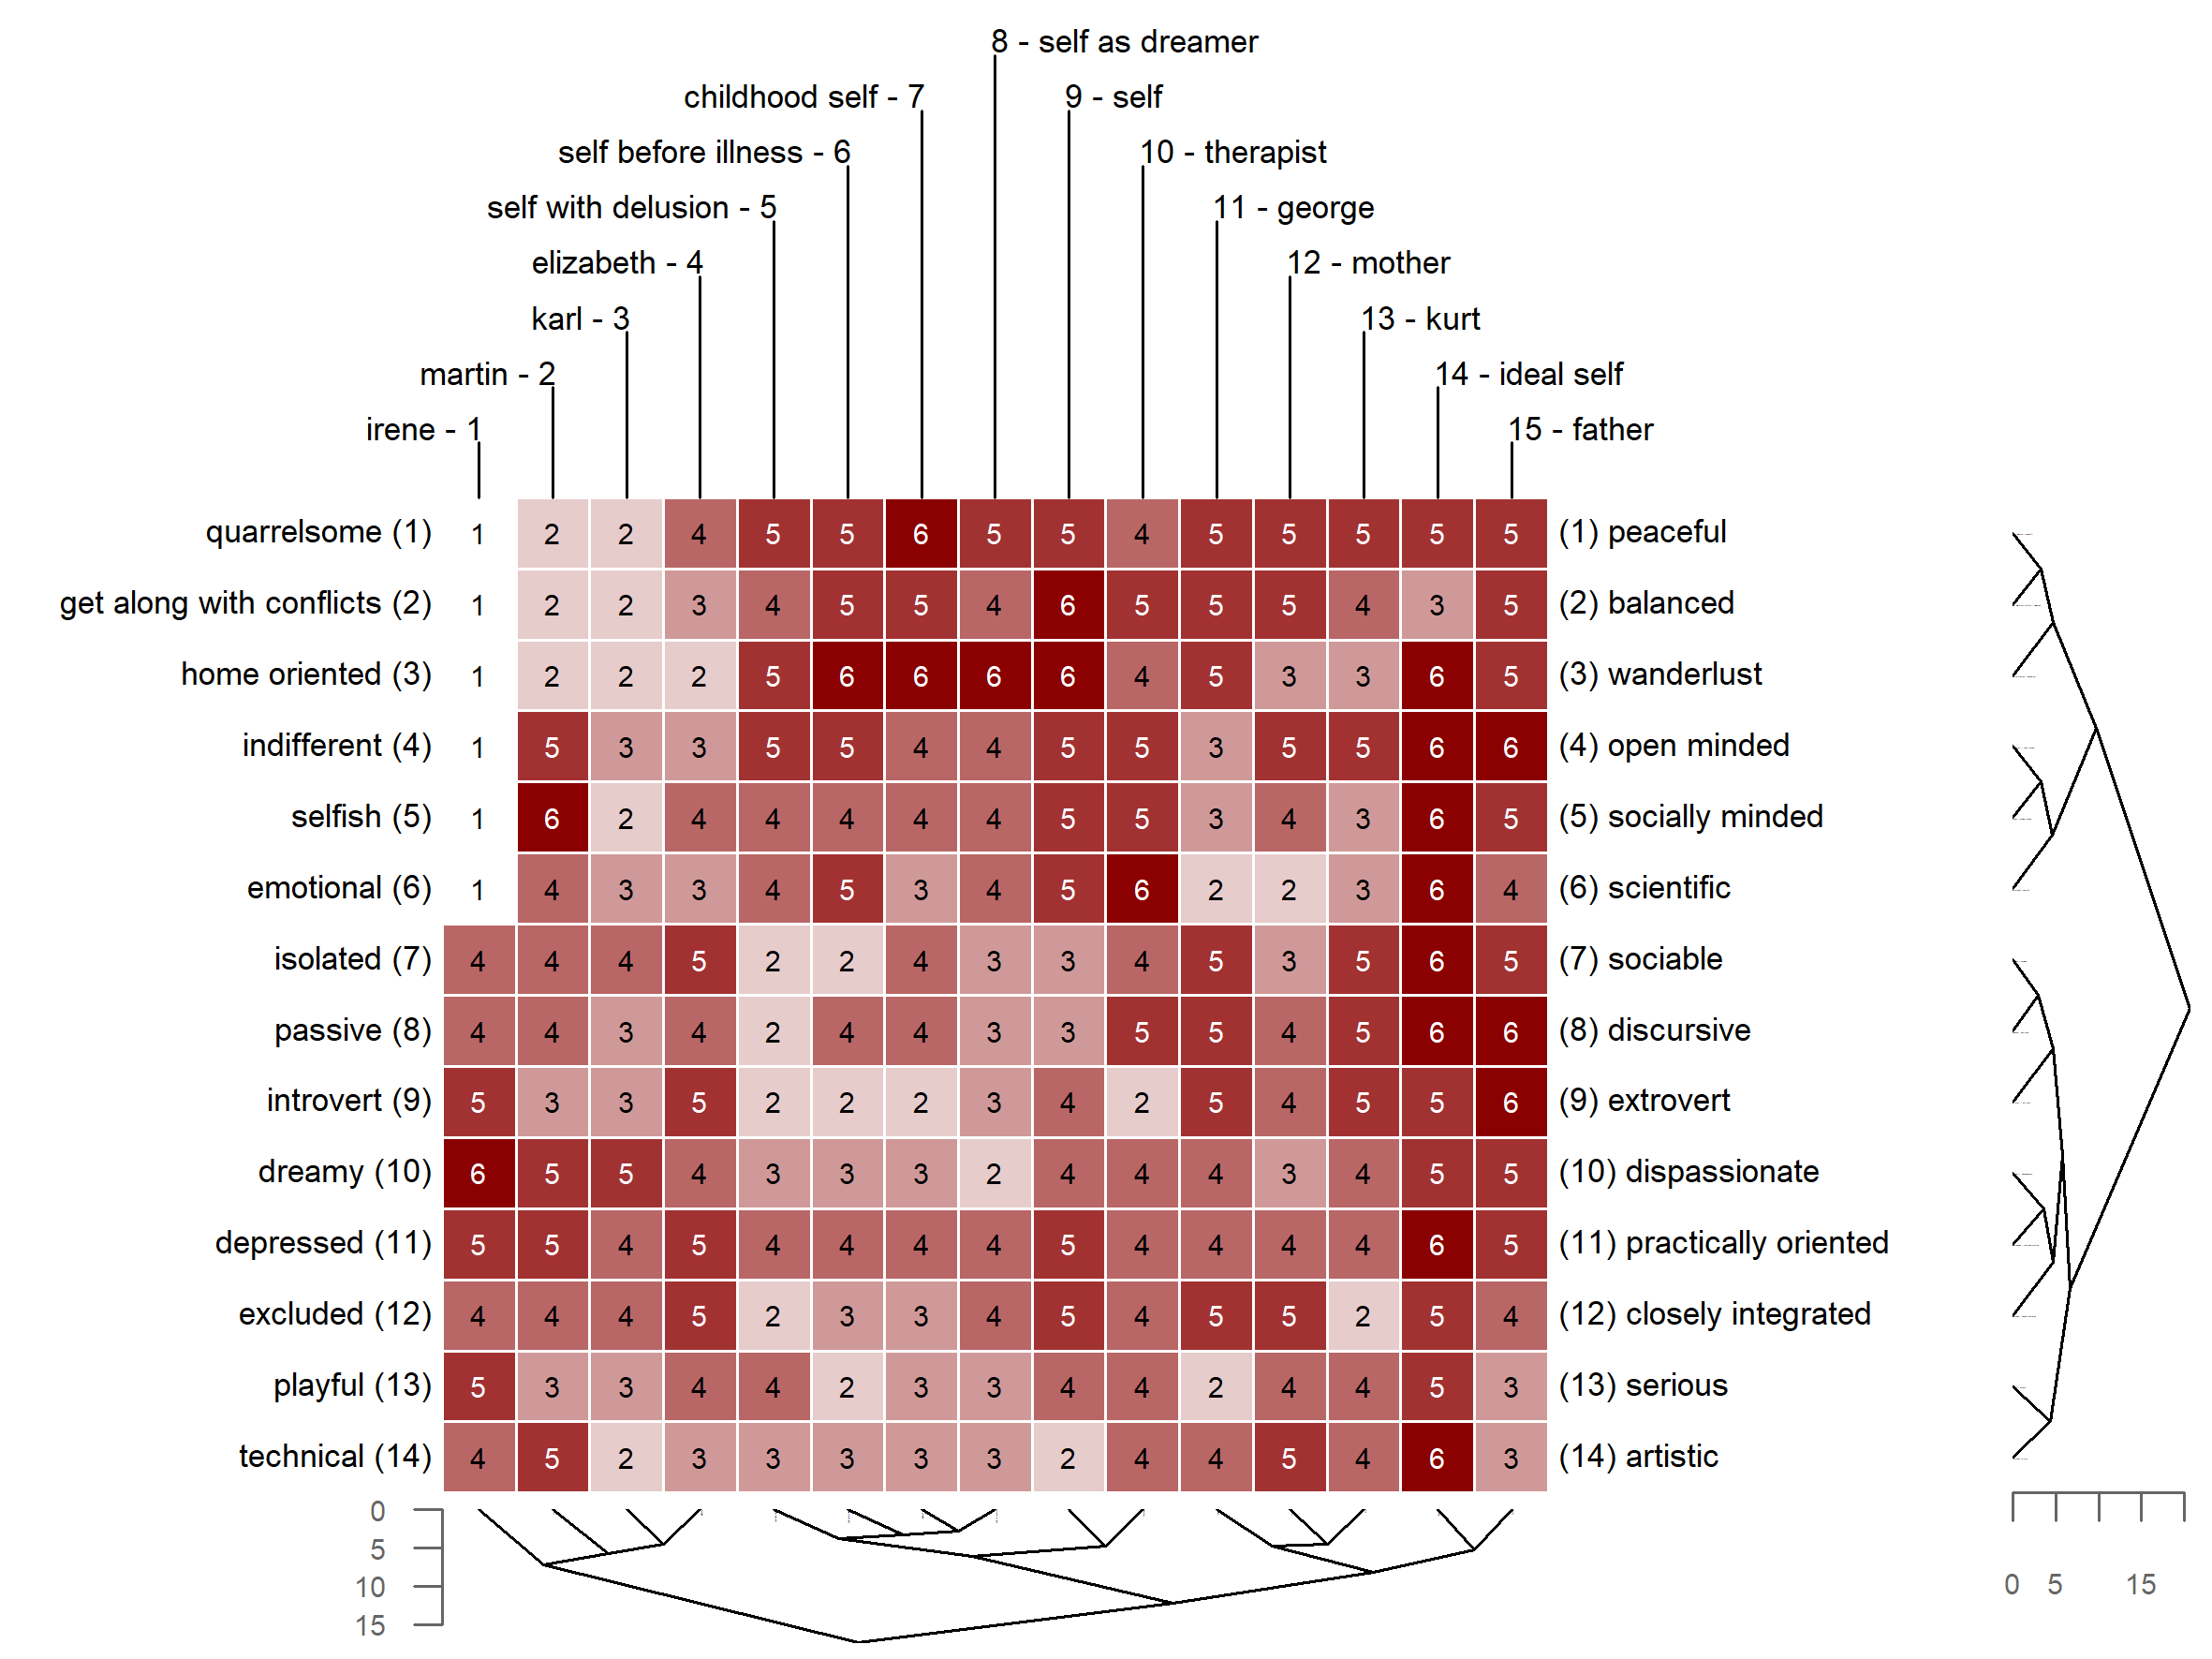 8 - self as dreamer
childhood self - 7
9 - self
self before illness - 6
10 - therapist
self with delusion - 5
11 - george
elizabeth - 4
12 - mother
karl - 3
13 - kurt
martin - 2
14 - ideal self
irene - 1
15 - father
quarrelsome (1) 1 2 2 4 5 5 6 5 5 4 5 5 5 5 5 (1) peaceful
get along with conflicts (2) 1 2 2 3 4 5 5 4 6 5 5 5 4 3 5 (2) balanced
home oriented (3) 1 2 2 2 5 6 6 6 6 4 5 3 3 6 5 (3) wanderlust
indifferent (4) 1 5 3 3 5 5 4 4 5 5 3 5 5 6 6 (4) open minded
selfish (5) 1 6 2 4 4 4 4 4 5 5 3 4 3 6 5 (5) socially minded
emotional (6) 1 4 3 3 4 5 3 4 5 6 2 2 3 6 4 (6) scientific
isolated (7) 4 4 4 5 2 2 4 3 3 4 5 3 5 6 5 (7) sociable
passive (8) 4 4 3 4 2 4 4 3 3 5 5 4 5 6 6 (8) discursive
introvert (9) 5 3 3 5 2 2 2 3 4 2 5 4 5 5 6 (9) extrovert
dreamy (10) 6 5 5 4 3 3 3 2 4 4 4 3 4 5 5 (10) dispassionate
depressed (11) 5 5 4 5 4 4 4 4 5 4 4 4 4 6 5 (11) practically oriented
excluded (12) 4 4 4 5 2 3 3 4 5 4 5 5 2 5 4 (12) closely integrated
playful (13) 5 3 3 4 4 2 3 3 4 4 2 4 4 5 3 (13) serious
technical (14) 4 5 2 3 3 3 3 3 2 4 4 5 4 6 3 (14) artistic
0
5
10
15
0 5 15